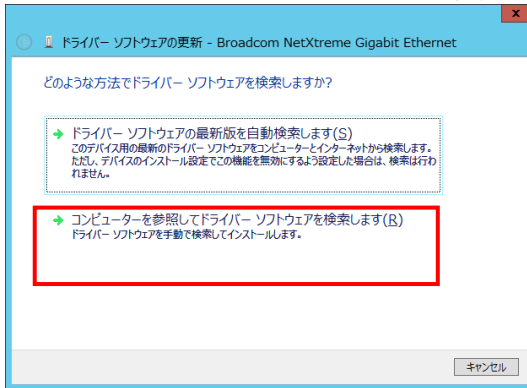 x
ドライバー ソフトウェアの更新 - Broadcom NetXtreme Gigabit Ethernet
どのような方法でドライバー ソフトウェアを検索しますか?
ドライバー ソフトウェアの最新版を自動検索します(S)
このデバイス用の最新のドライバー ソフトウェアをコンピューターとインターネットから検索します。
ただし、デバイスのインストール設定でこの機能を無効にするよう設定した場合は、検索は行わ
れません。
コンピューターを参照してドライバー ソフトウェアを検索します(R)
ドライバー ソフトウェアを手動で検索してインストールします。
キャンセル